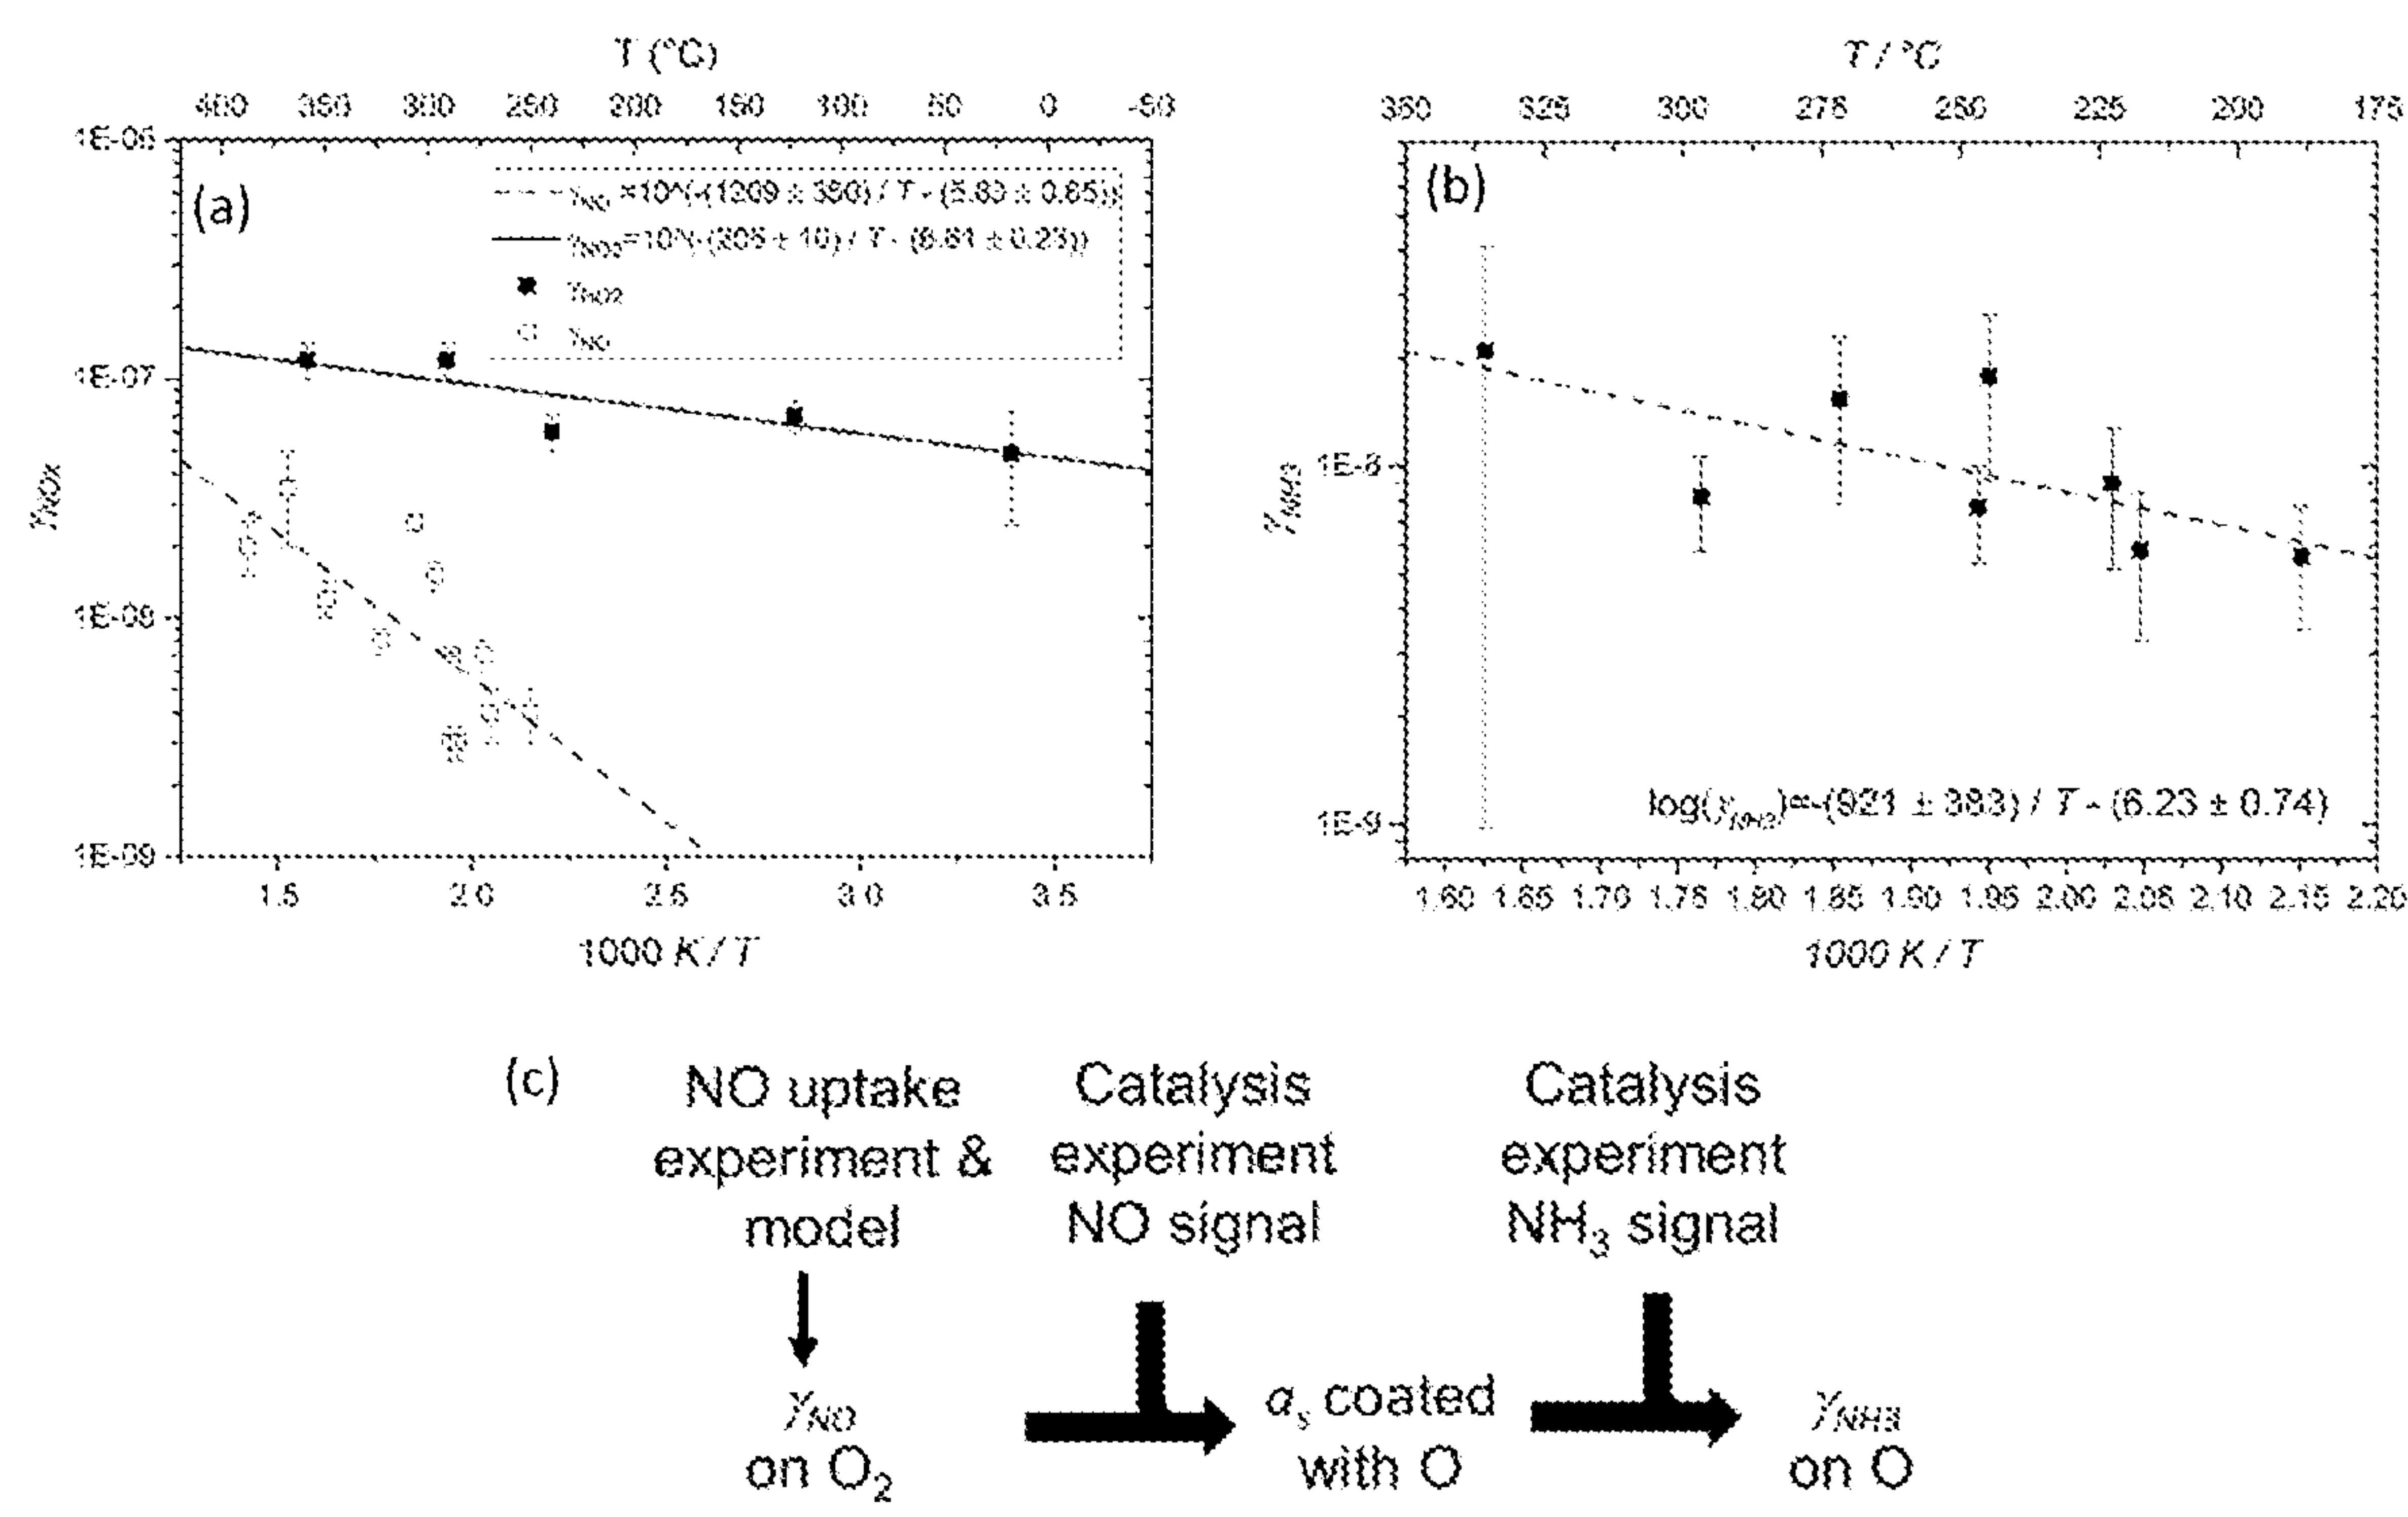 T (°C)
400 350 300 250 200 150 100 50 0 -50
1E-06
(a)
γNO2
γNO
1E-07
γNOx
1E-08
1E-09
1.5 2.0 2.5 3.0 3.5
1000 K / T
T / °C
350 325 300 275 250 225 200 175
(b)
1E-8
γNH3
1E-9
log(γNH3)=-(921 ± 383) / T - (6.23 ± 0.74)
1.60 1.65 1.70 1.75 1.80 1.85 1.90 1.95 2.00 2.05 2.10 2.15 2.20
1000 K / T
(c)
NO uptake
experiment &
model
Catalysis
experiment
NO signal
Catalysis
experiment
NH3 signal
γNO
on O2
as coated
with O
γNH3
on O